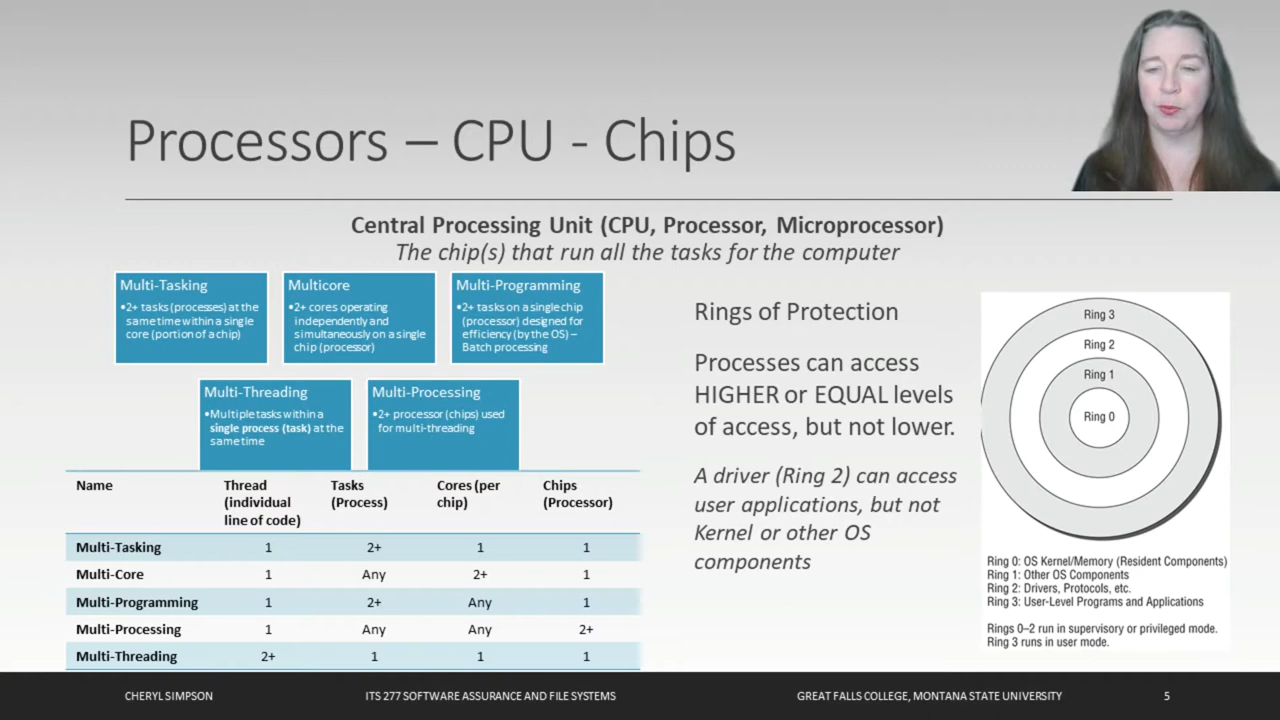 Processors – CPU - Chips
Central Processing Unit (CPU, Processor, Microprocessor)
The chip(s) that run all the tasks for the computer
Multi-Tasking
•2+ tasks (processes) at the
same time within a single
core (portion of a chip)
Multicore
•2+ cores operating
independently and
simultaneously on a single
chip (processor)
Multi-Programming
•2+ tasks on a single chip
(processor) designed for
efficiency (by the OS) –
Batch processing
Multi-Threading
•Multiple tasks within a
single process (task) at the
same time
Multi-Processing
•2+ processor (chips) used
for multi-threading
Name Thread (individual line of code) Tasks (Process) Cores (per chip) Chips (Processor)
Multi-Tasking 1 2+ 1 1
Multi-Core 1 Any 2+ 1
Multi-Programming 1 2+ Any 1
Multi-Processing 1 Any Any 2+
Multi-Threading 2+ 1 1 1
Rings of Protection
Processes can access
HIGHER or EQUAL levels
of access, but not lower.
A driver (Ring 2) can access
user applications, but not
Kernel or other OS
components
Ring 3
Ring 2
Ring 1
Ring 0
Ring 0: OS Kernel/Memory (Resident Components)
Ring 1: Other OS Components
Ring 2: Drivers, Protocols, etc.
Ring 3: User-Level Programs and Applications
Rings 0–2 run in supervisory or privileged mode.
Ring 3 runs in user mode.
CHERYL SIMPSON ITS 277 SOFTWARE ASSURANCE AND FILE SYSTEMS GREAT FALLS COLLEGE, MONTANA STATE UNIVERSITY 5